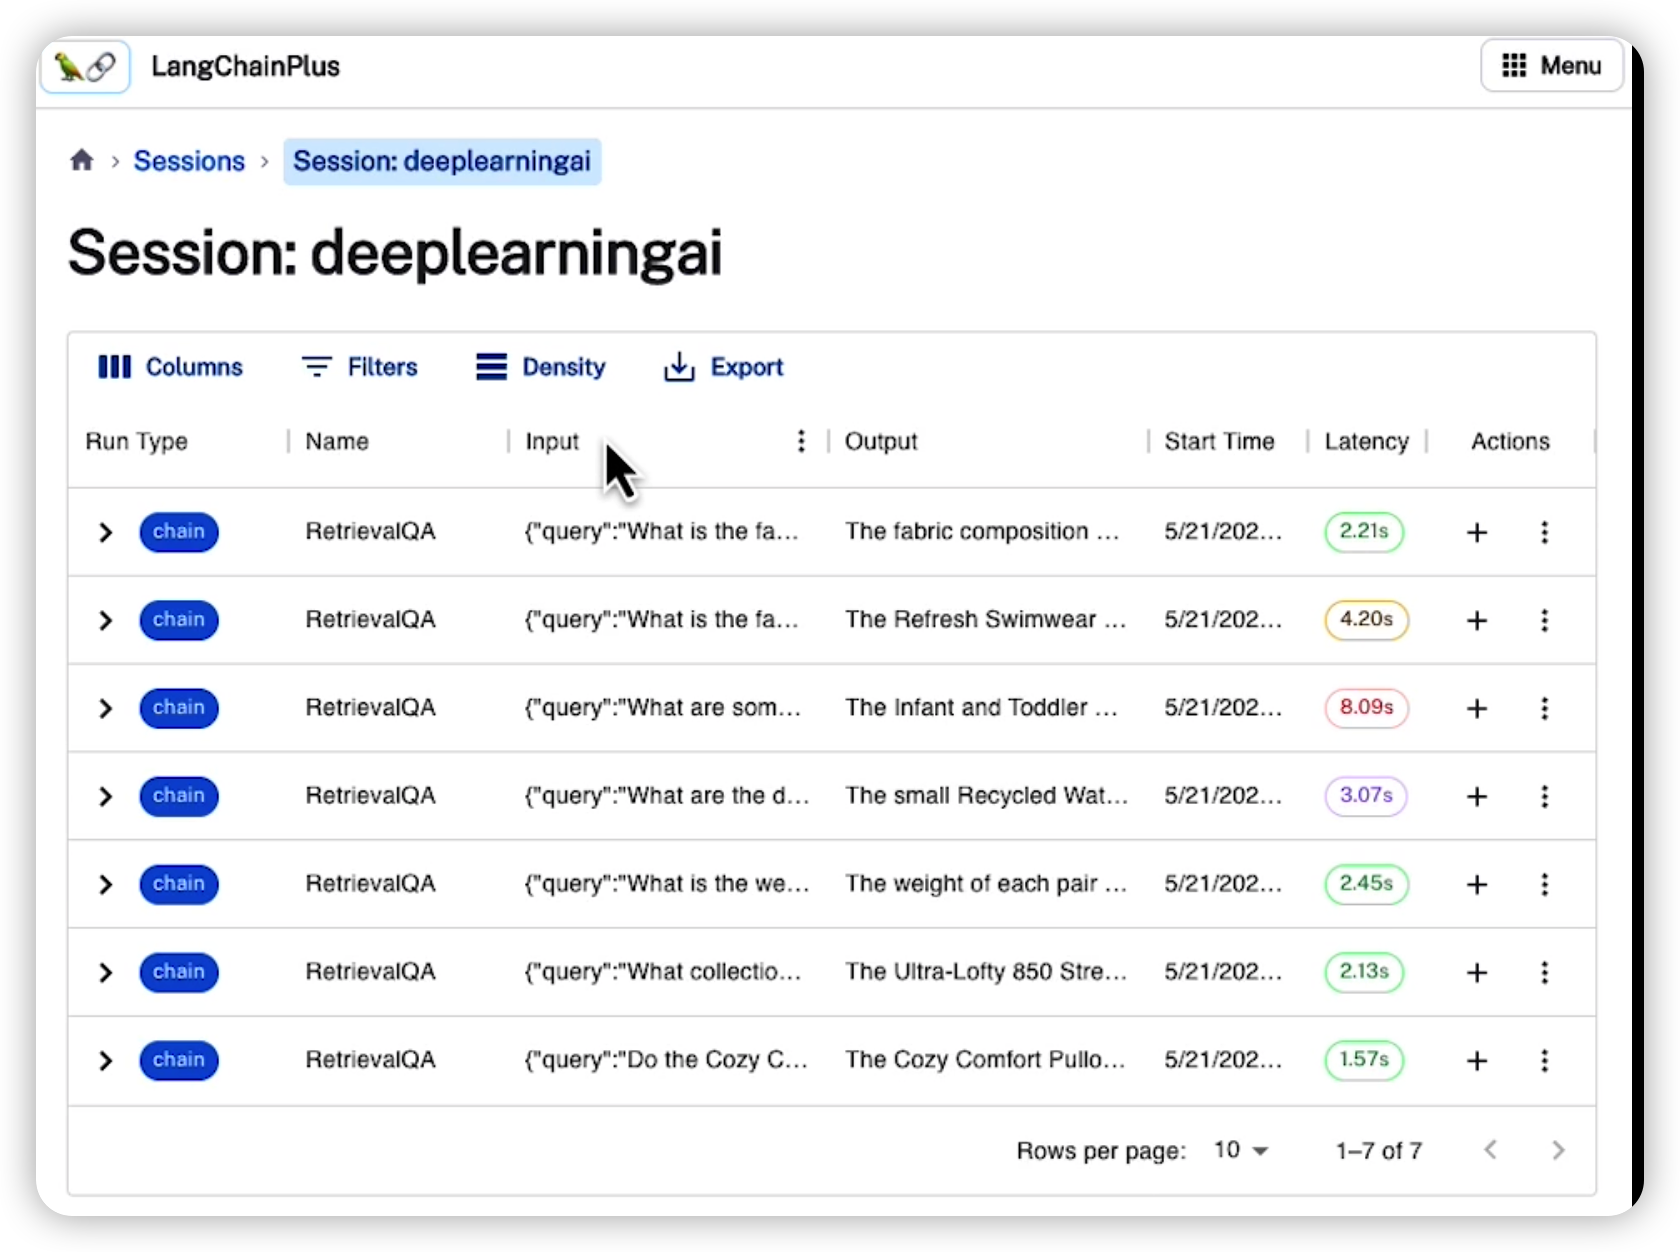 LangChainPlus
Menu
Sessions
Session: deeplearningai
Session: deeplearningai
Columns Filters Density Export
Run Type Name Input Output Start Time Latency Actions
chain RetrievalQA {"query":"What is the fa... The fabric composition ... 5/21/202... 2.21s
chain RetrievalQA {"query":"What is the fa... The Refresh Swimwear ... 5/21/202... 4.20s
chain RetrievalQA {"query":"What are som... The Infant and Toddler ... 5/21/202... 8.09s
chain RetrievalQA {"query":"What are the d... The small Recycled Wat... 5/21/202... 3.07s
chain RetrievalQA {"query":"What is the we... The weight of each pair ... 5/21/202... 2.45s
chain RetrievalQA {"query":"What collectio... The Ultra-Lofty 850 Stre... 5/21/202... 2.13s
chain RetrievalQA {"query":"Do the Cozy C... The Cozy Comfort Pullo... 5/21/202... 1.57s
Rows per page: 10 1–7 of 7